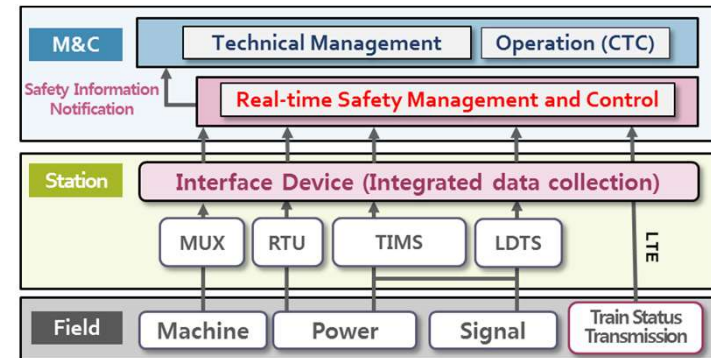 M&C
Technical Management
Operation (CTC)
Safety Information
Notification
Real-time Safety Management and Control
Station
Interface Device (Integrated data collection)
MUX
RTU
TIMS
LDTS
LTE
Field
Machine
Power
Signal
Train Status
Transmission